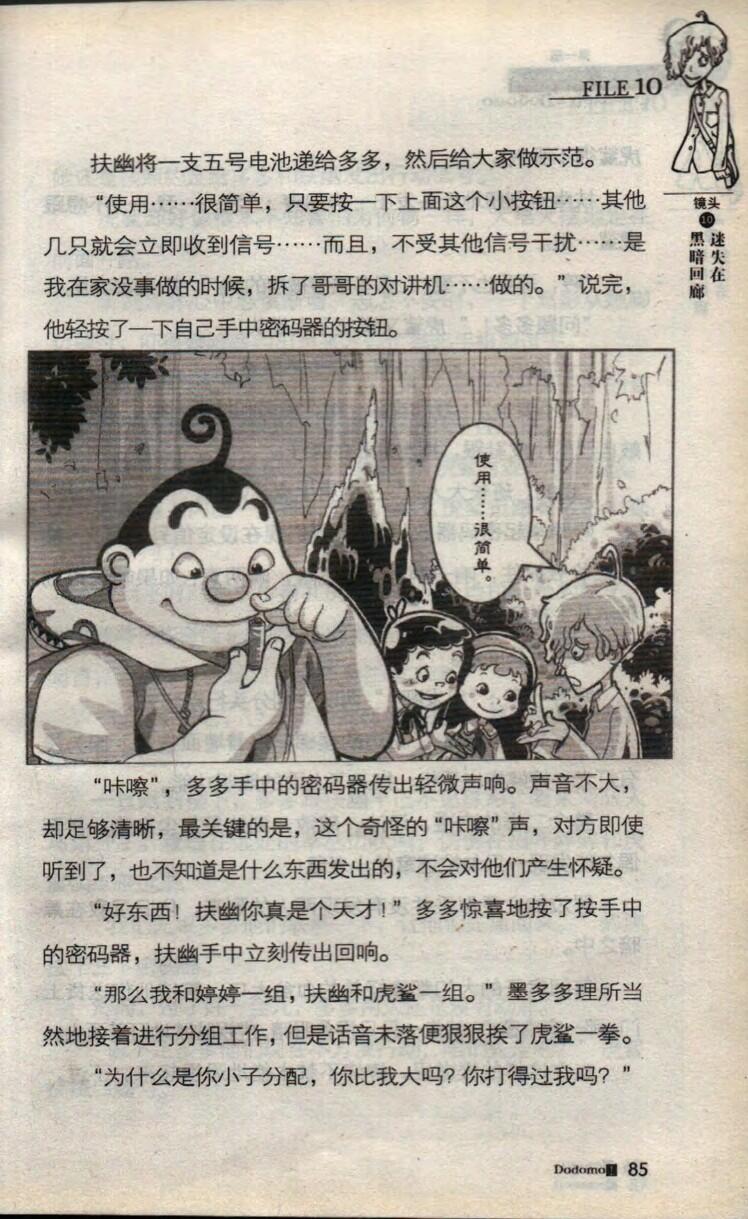 FILE 10
镜头
10
迷失在
黑暗回廊
扶幽将一支五号电池递给多多，然后给大家做示范。
“使用……很简单，只要按一下上面这个小按钮……其他
几只就会立即收到信号……而且，不受其他信号干扰……是
我在家没事做的时候，拆了哥哥的对讲机……做的。”说完，
他轻按了一下自己手中密码器的按钮。
使用……很简单。
“咔嚓”，多多手中的密码器传出轻微声响。声音不大，
却足够清晰，最关键的是，这个奇怪的“咔嚓”声，对方即使
听到了，也不知道是什么东西发出的，不会对他们产生怀疑。
“好东西！扶幽你真是个天才！”多多惊喜地按了按手中
的密码器，扶幽手中立刻传出回响。
“那么我和婷婷一组，扶幽和虎鲨一组。”墨多多理所当
然地接着进行分组工作，但是话音未落便狠狠挨了虎鲨一拳。
“为什么是你小子分配，你比我大吗？你打得过我吗？”
Dodomo 1 85